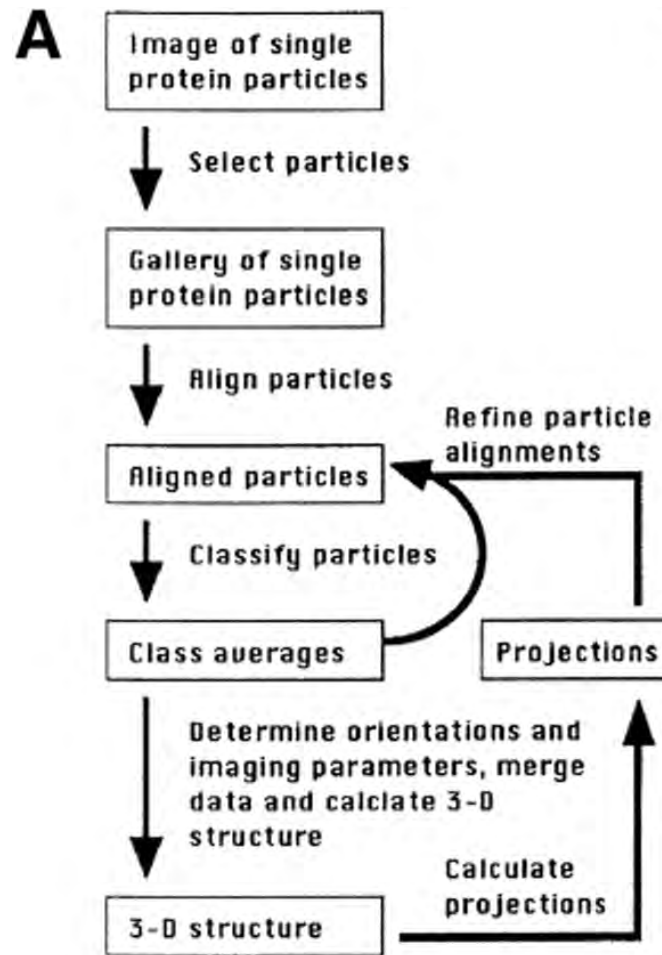 A
Image of single
protein particles
Select particles
Gallery of single
protein particles
Align particles
Refine particle
alignments
Aligned particles
Classify particles
Class averages
Projections
Determine orientations and
imaging parameters, merge
data and calclate 3-D
structure
Calculate
projections
3-D structure